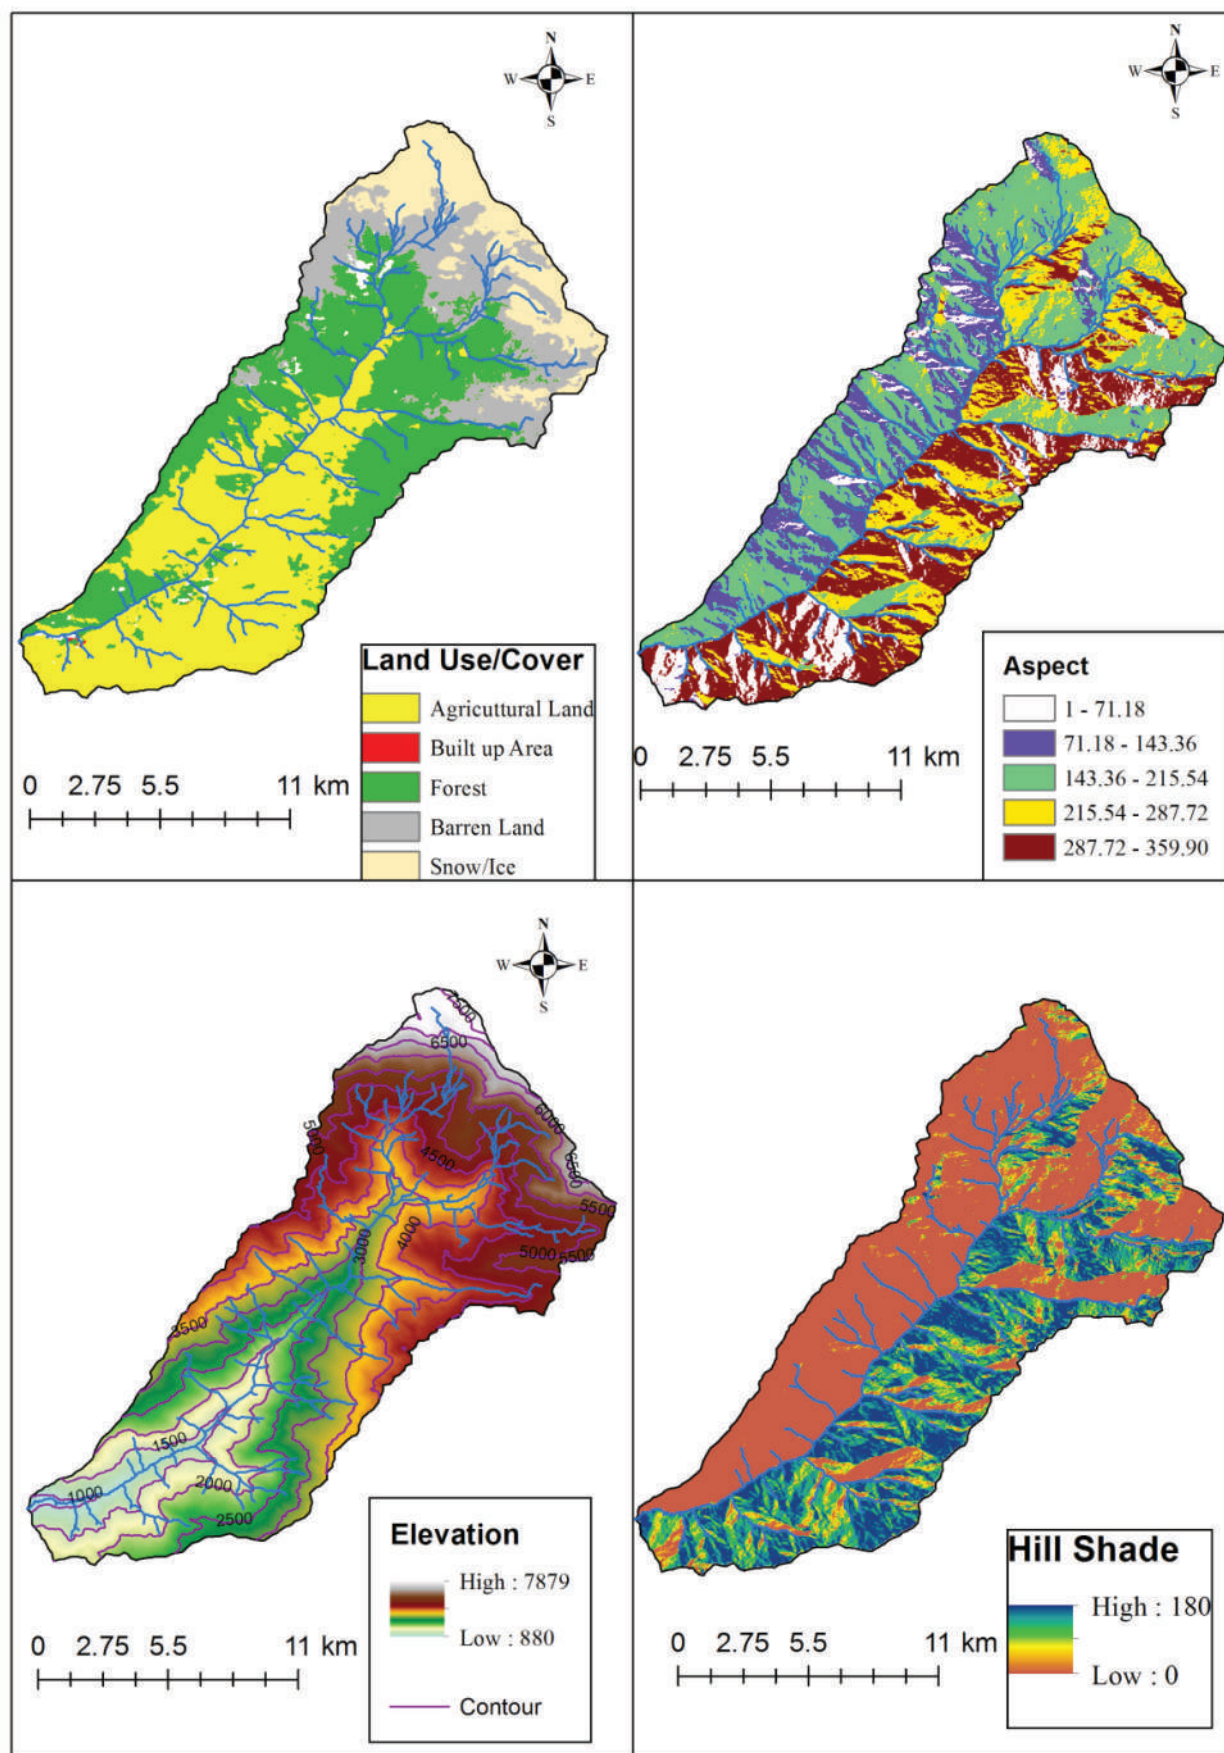 N
W E
S
Land Use/Cover
Agricuttural Land
Built up Area
Forest
Barren Land
Snow/Ice
0 2.75 5.5 11 km
N
W E
S
Aspect
1 - 71.18
71.18 - 143.36
143.36 - 215.54
215.54 - 287.72
287.72 - 359.90
0 2.75 5.5 11 km
N
W E
S
7500
6500
6000
6500
5000
4500
5500
4000
3000
5000
5500
3500
1500
2000
1000
2500
Elevation
High : 7879
Low : 880
Contour
0 2.75 5.5 11 km
Hill Shade
High : 180
Low : 0
0 2.75 5.5 11 km